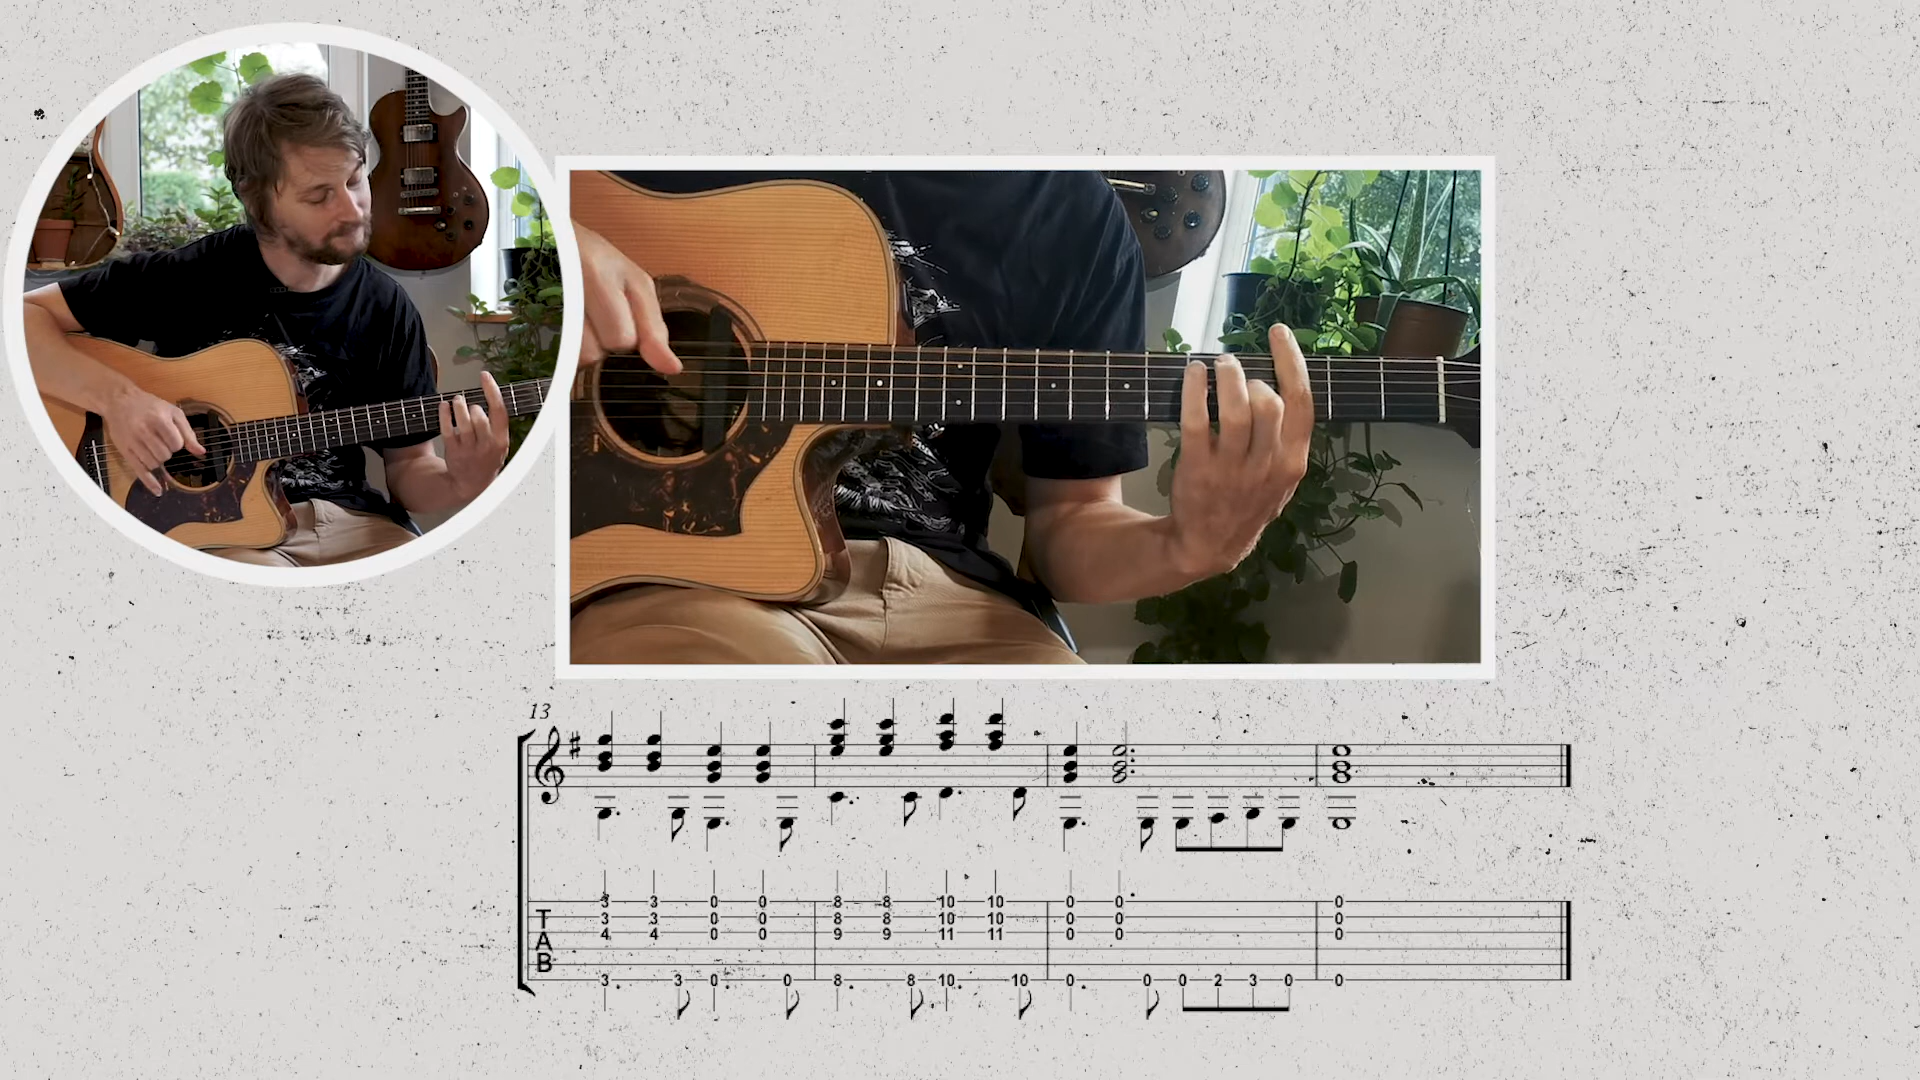 13
3 3 0 0 8 8 10 10 0 0 0
T 3 3 0 0 8 8 10 10 0 0 0
A 4 4 0 0 9 9 11 11 0 0 0
B
3 3 0 0 8 8 10 10 0 0 0 2 3 0 0